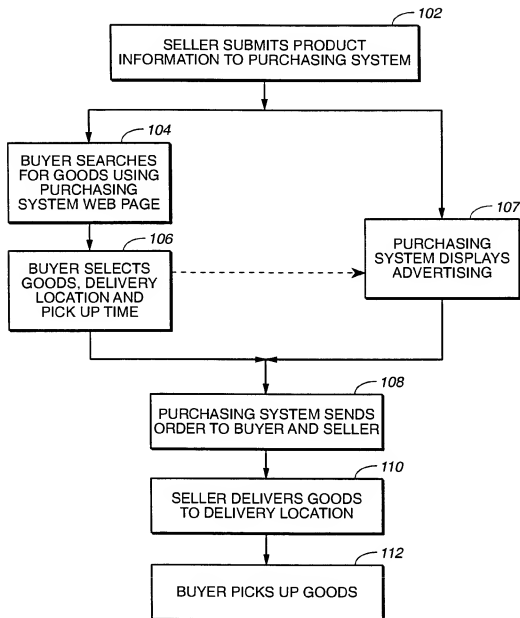 102
SELLER SUBMITS PRODUCT
INFORMATION TO PURCHASING SYSTEM
104
BUYER SEARCHES
FOR GOODS USING
PURCHASING
SYSTEM WEB PAGE
106
BUYER SELECTS
GOODS, DELIVERY
LOCATION AND
PICK UP TIME
107
PURCHASING
SYSTEM DISPLAYS
ADVERTISING
108
PURCHASING SYSTEM SENDS
ORDER TO BUYER AND SELLER
110
SELLER DELIVERS GOODS
TO DELIVERY LOCATION
112
BUYER PICKS UP GOODS